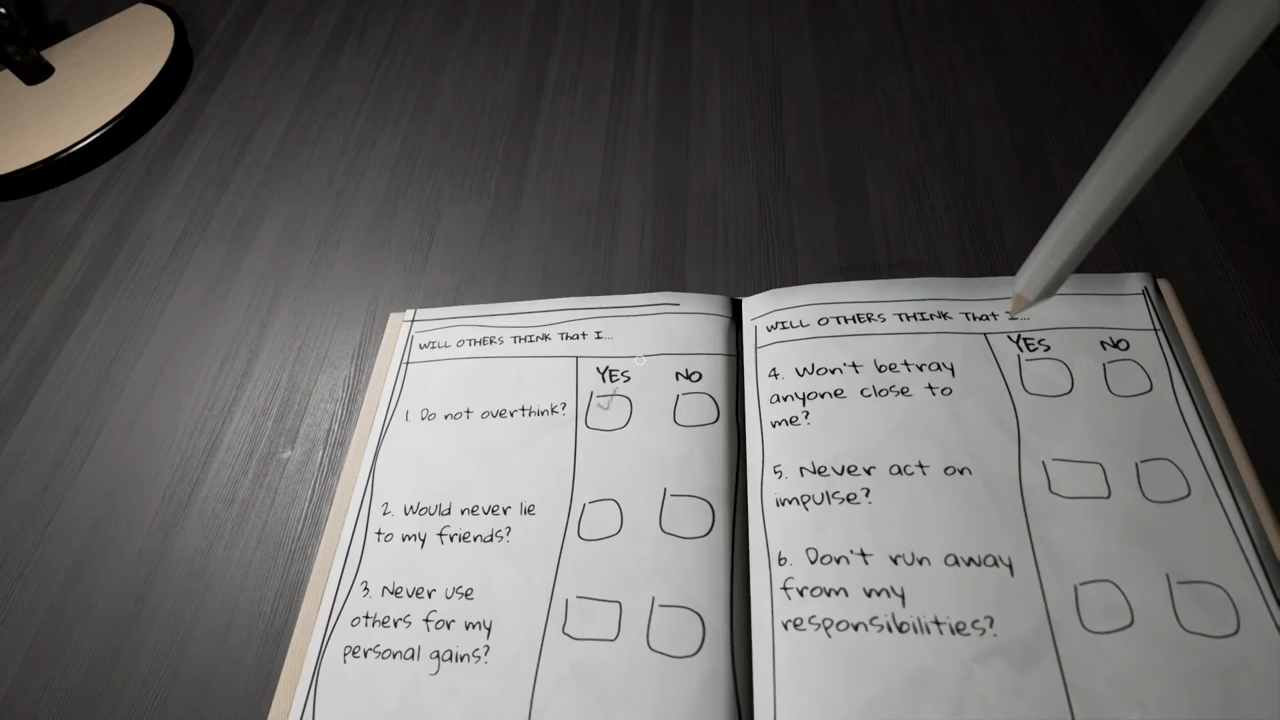 WILL OTHERS THINK That I...
YES NO
1. Do not overthink?
2. Would never lie
to my friends?
3. Never use
others for my
personal gains?
WILL OTHERS THINK That I...
YES NO
4. Won't betray
anyone close to
me?
5. Never act on
impulse?
6. Don't run away
from my
responsibilities?